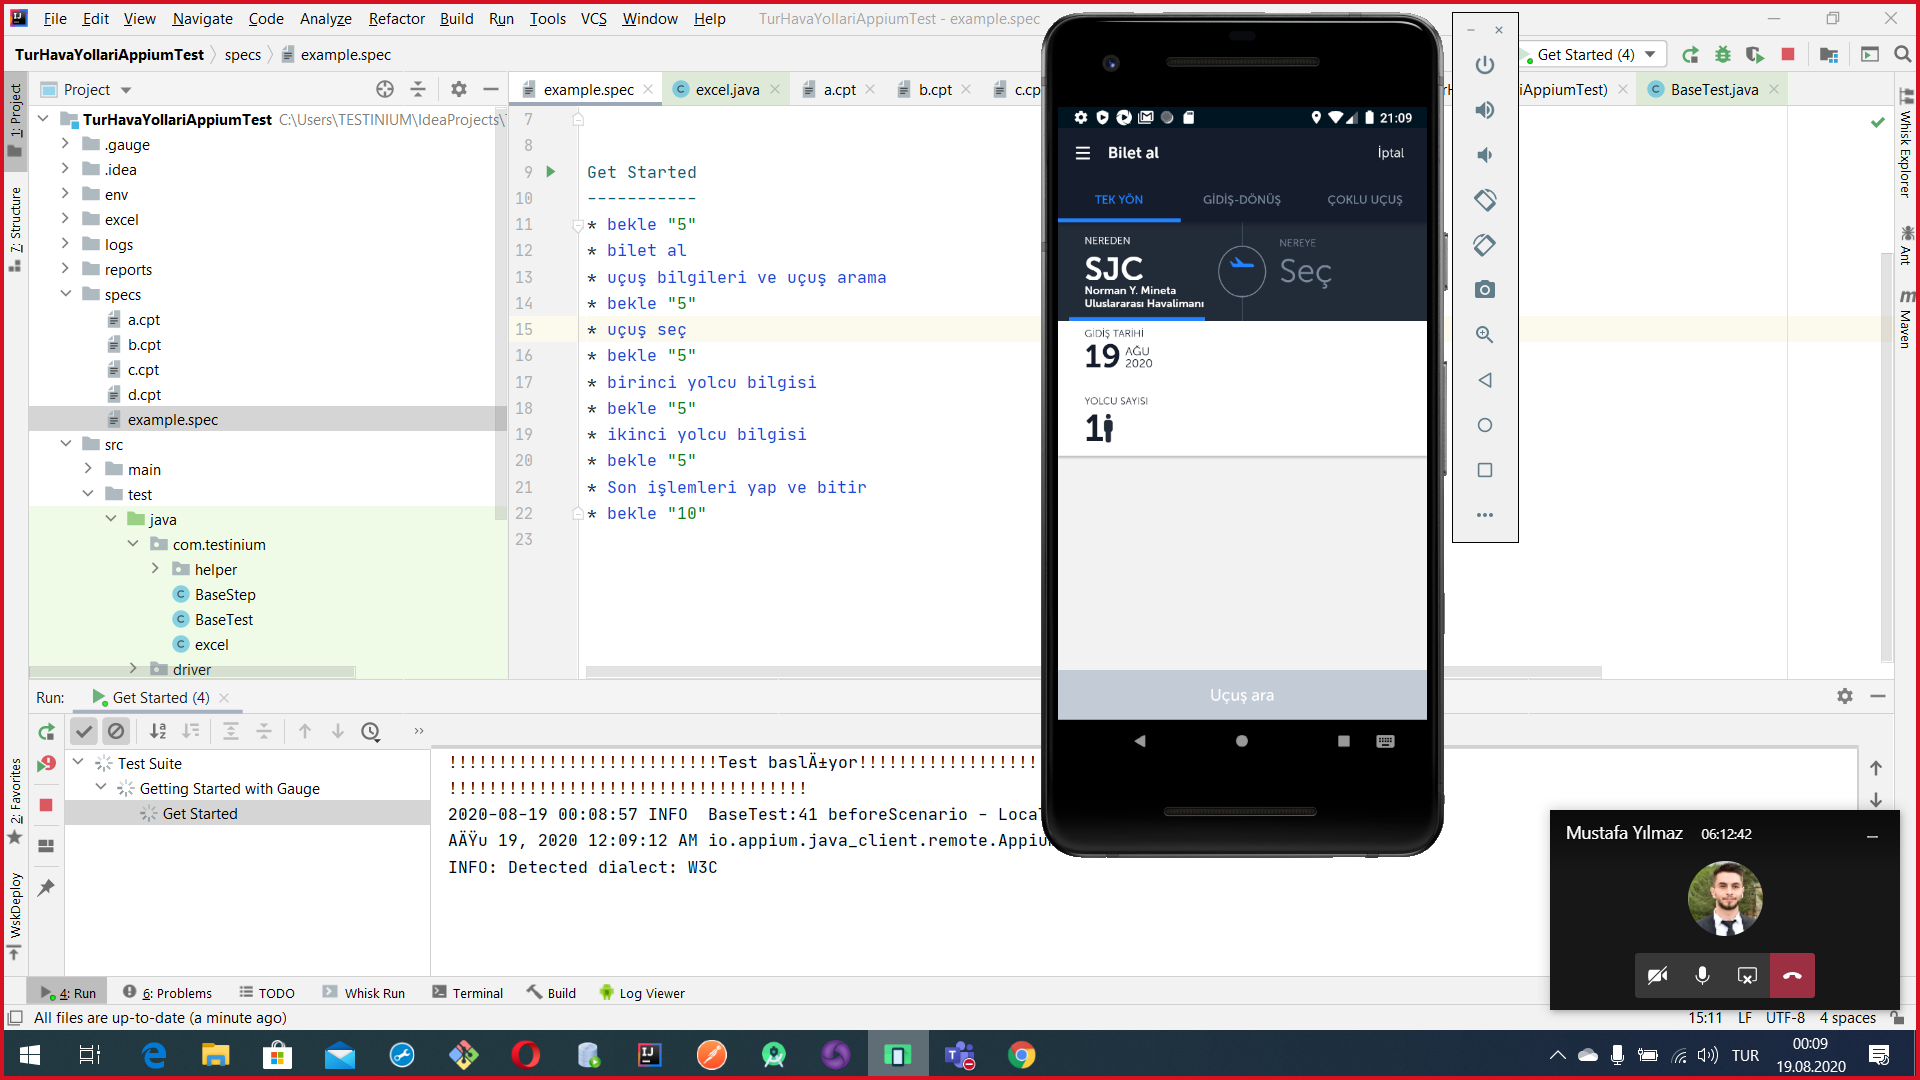 File Edit View Navigate Code Analyze Refactor Build Run Tools VCS Window Help TurHavaYollariAppiumTest - example.spec
TurHavaYollariAppiumTest specs example.spec
Get Started (4)
Project
example.spec
excel.java
a.cpt
b.cpt
c.cp
AppiumTest)
BaseTest.java
1: Project
7: Structure
2: Favorites
WskDeploy
Whisk Explorer
Ant
Maven
TurHavaYollariAppiumTest C:\Users\TESTINIUM\IdeaProjects\
.gauge
.idea
env
excel
logs
reports
specs
a.cpt
b.cpt
c.cpt
d.cpt
example.spec
src
main
test
java
com.testinium
helper
BaseStep
BaseTest
excel
driver
7
8
9 Get Started
10 -----------
11 * bekle "5"
12 * bilet al
13 * uçuş bilgileri ve uçuş arama
14 * bekle "5"
15 * uçuş seç
16 * bekle "5"
17 * birinci yolcu bilgisi
18 * bekle "5"
19 * ikinci yolcu bilgisi
20 * bekle "5"
21 * Son işlemleri yap ve bitir
22 * bekle "10"
23
21:09
Bilet al İptal
TEK YÖN GİDİŞ-DÖNÜŞ ÇOKLU UÇUŞ
NEREDEN
SJC
Norman Y. Mineta
Uluslararası Havalimanı
NEREYE
Seç
GİDİŞ TARİHİ
19 AĞU
2020
YOLCU SAYISI
1
Uçuş ara
Run: Get Started (4)
Test Suite
Getting Started with Gauge
Get Started
!!!!!!!!!!!!!!!!!!!!!!!!!!!Test baslÄ±yor!!!!!!!!!!!!!!!!!!
!!!!!!!!!!!!!!!!!!!!!!!!!!!!!!!!!!!!
2020-08-19 00:08:57 INFO  BaseTest:41 beforeScenario - Local
AÄŸu 19, 2020 12:09:12 AM io.appium.java_client.remote.Appium
INFO: Detected dialect: W3C
Mustafa Yılmaz 06:12:42
4: Run 6: Problems TODO Whisk Run Terminal Build Log Viewer
All files are up-to-date (a minute ago)
15:11 LF UTF-8 4 spaces
TUR
00:09
19.08.2020